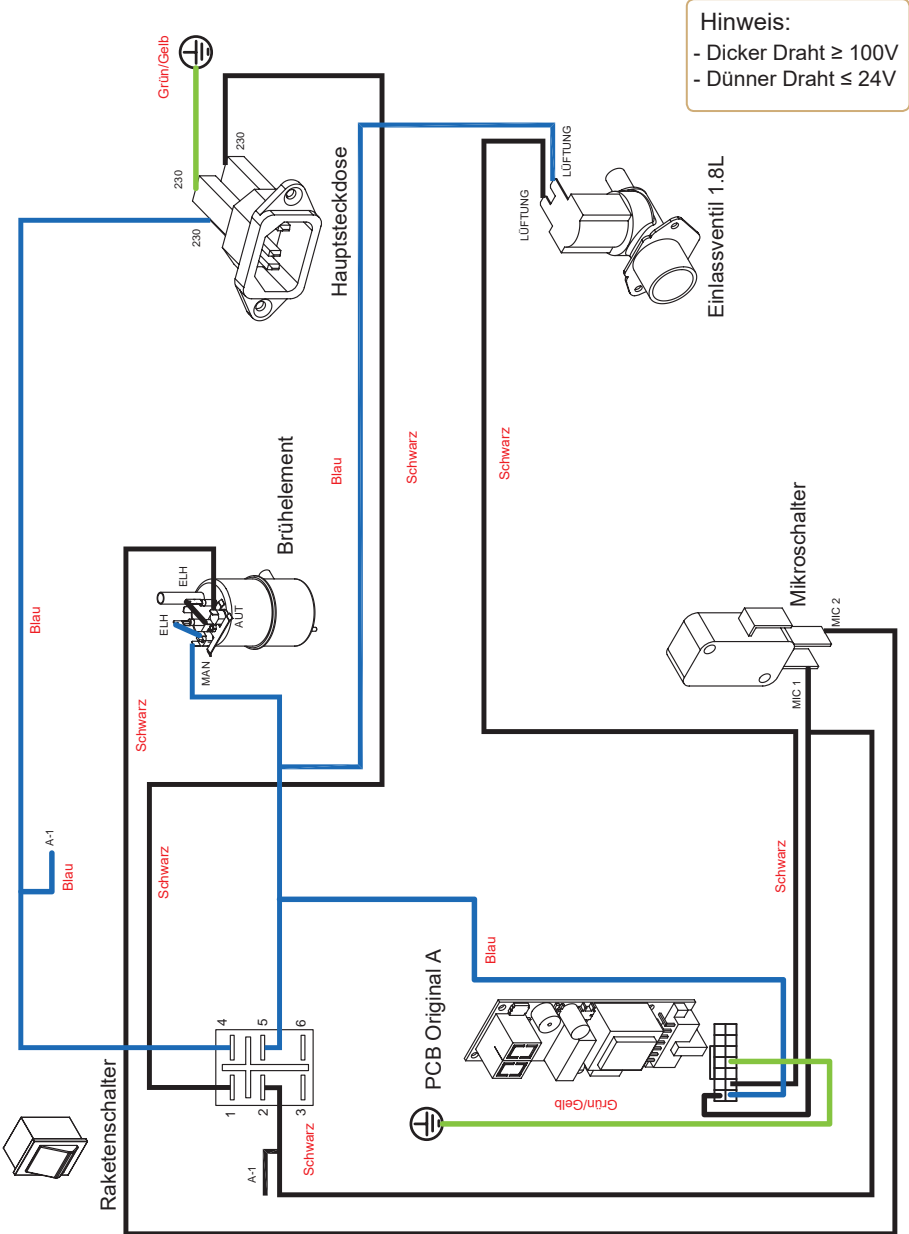 Hinweis:
- Dicker Draht ≥ 100V
- Dünner Draht ≤ 24V
Grün/Gelb
230
230
230
Hauptsteckdose
LÜFTUNG
LÜFTUNG
Einlassventil 1.8L
Blau
Blau
Schwarz
Schwarz
Brühelement
ELH
ELH
AUT
MAN
Schwarz
Mikroschalter
MIC 1
MIC 2
A-1
Blau
Schwarz
Schwarz
Blau
PCB Original A
Grün/Gelb
4
5
6
1
2
3
Schwarz
A-1
Raketenschalter